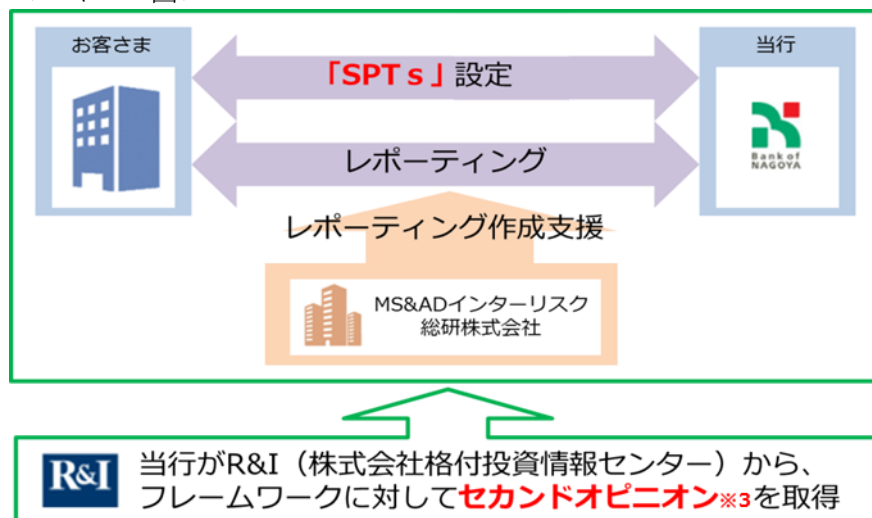 お客さま
当行
「SPTｓ」設定
Bank of
NAGOYA
レポーティング
レポーティング作成支援
MS&ADインターリスク
総研株式会社
R&I
当行がR&I（株式会社格付投資情報センター）から、
フレームワークに対してセカンドオピニオン※3を取得